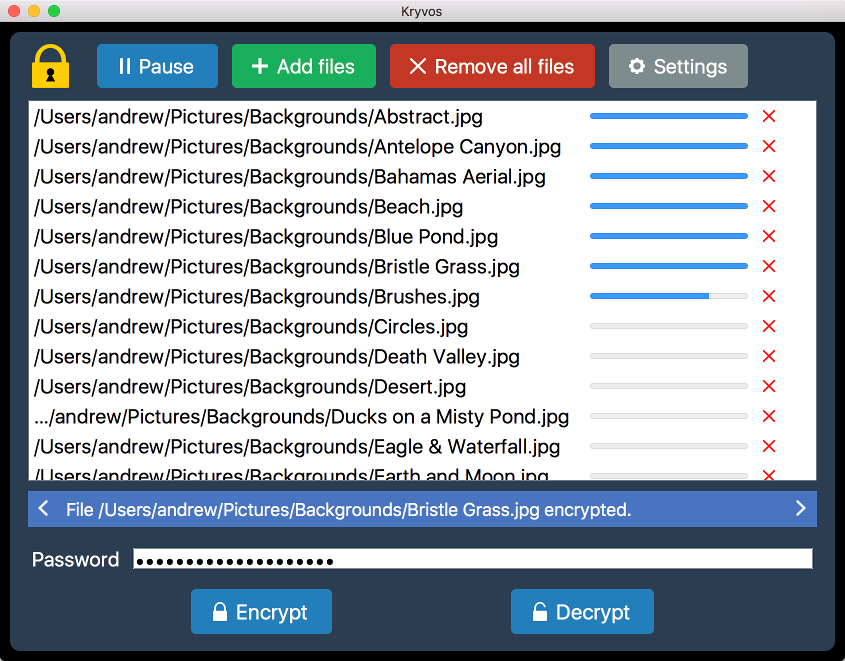 Kryvos
Pause
Add files
Remove all files
Settings
/Users/andrew/Pictures/Backgrounds/Abstract.jpg
/Users/andrew/Pictures/Backgrounds/Antelope Canyon.jpg
/Users/andrew/Pictures/Backgrounds/Bahamas Aerial.jpg
/Users/andrew/Pictures/Backgrounds/Beach.jpg
/Users/andrew/Pictures/Backgrounds/Blue Pond.jpg
/Users/andrew/Pictures/Backgrounds/Bristle Grass.jpg
/Users/andrew/Pictures/Backgrounds/Brushes.jpg
/Users/andrew/Pictures/Backgrounds/Circles.jpg
/Users/andrew/Pictures/Backgrounds/Death Valley.jpg
/Users/andrew/Pictures/Backgrounds/Desert.jpg
.../andrew/Pictures/Backgrounds/Ducks on a Misty Pond.jpg
/Users/andrew/Pictures/Backgrounds/Eagle & Waterfall.jpg
/Users/andrew/Pictures/Backgrounds/Earth and Moon.jpg
File /Users/andrew/Pictures/Backgrounds/Bristle Grass.jpg encrypted.
Password
Encrypt
Decrypt